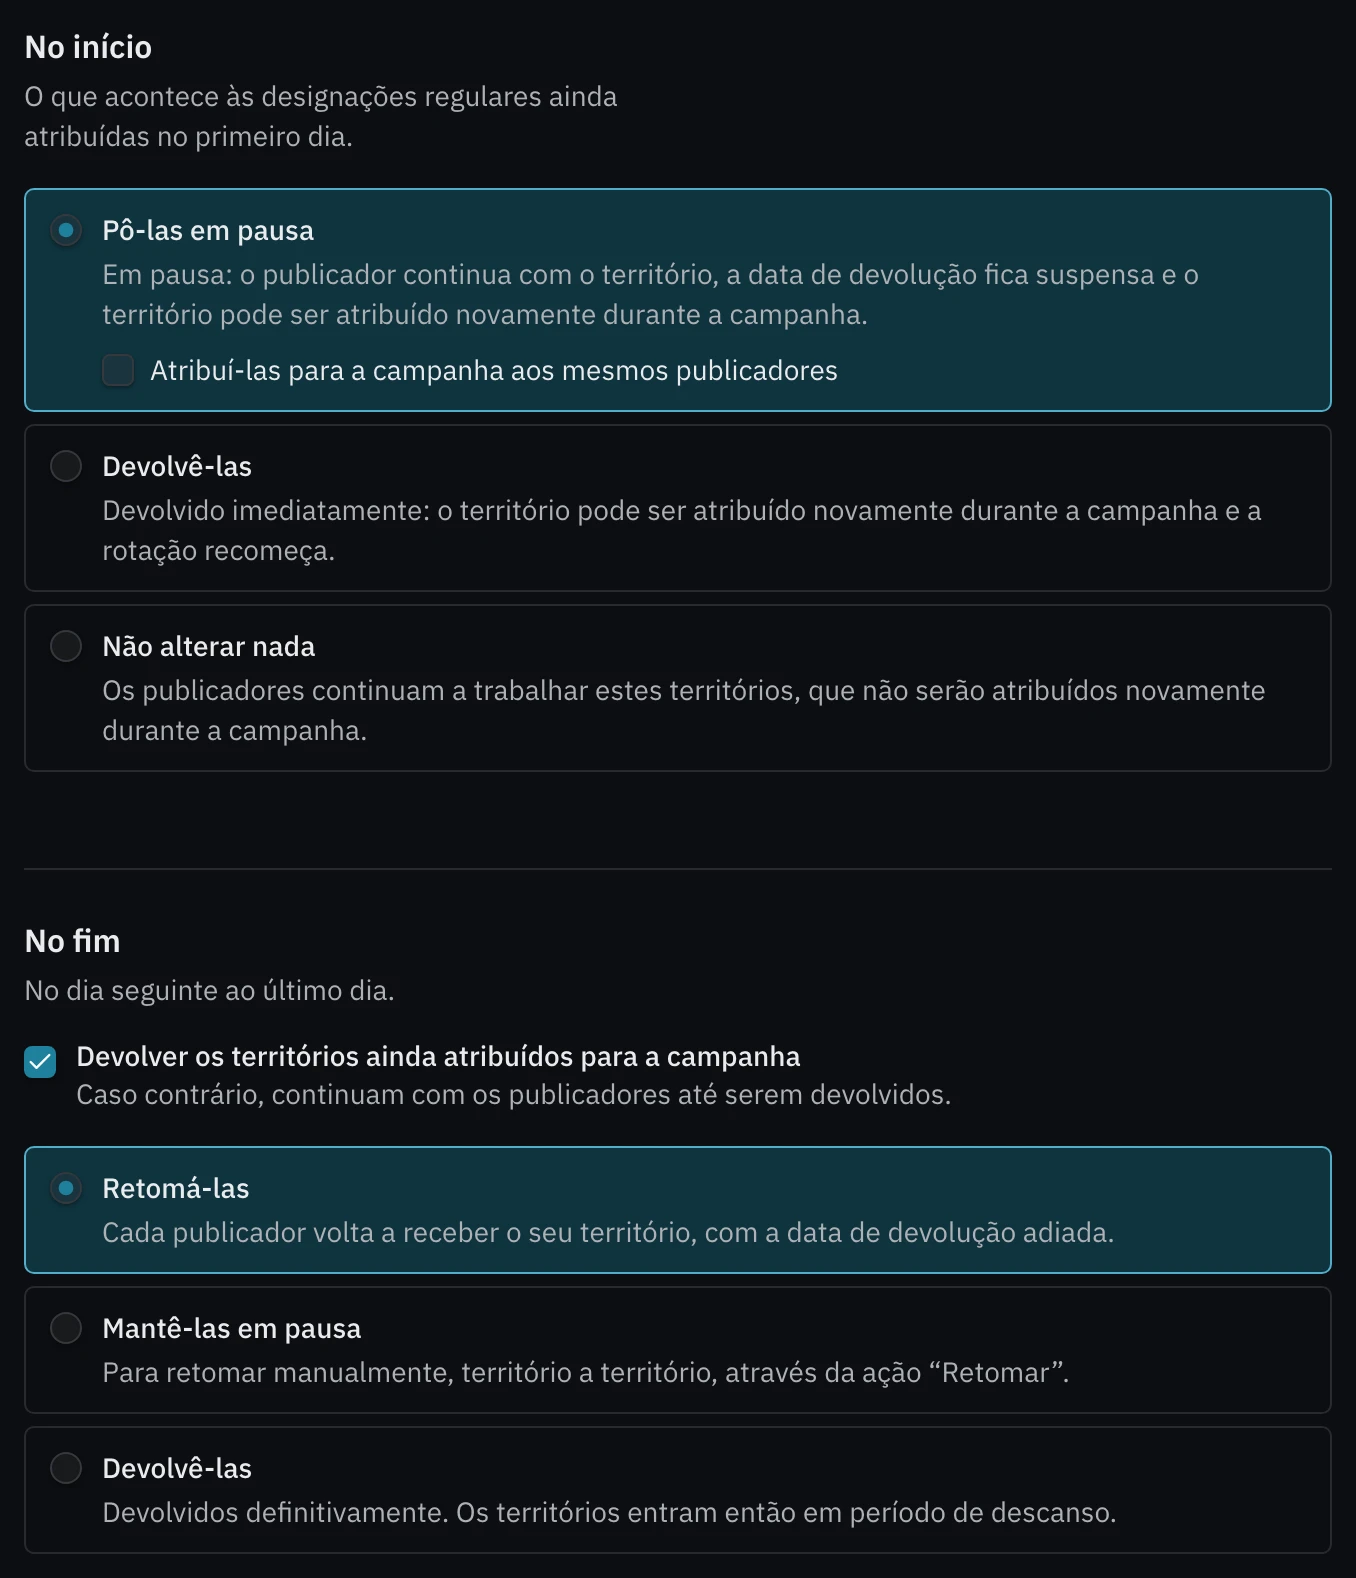 No início
O que acontece às designações regulares ainda
atribuídas no primeiro dia.
Pô-las em pausa
Em pausa: o publicador continua com o território, a data de devolução fica suspensa e o
território pode ser atribuído novamente durante a campanha.
Atribuí-las para a campanha aos mesmos publicadores
Devolvê-las
Devolvido imediatamente: o território pode ser atribuído novamente durante a campanha e a
rotação recomeça.
Não alterar nada
Os publicadores continuam a trabalhar estes territórios, que não serão atribuídos novamente
durante a campanha.
No fim
No dia seguinte ao último dia.
Devolver os territórios ainda atribuídos para a campanha
Caso contrário, continuam com os publicadores até serem devolvidos.
Retomá-las
Cada publicador volta a receber o seu território, com a data de devolução adiada.
Mantê-las em pausa
Para retomar manualmente, território a território, através da ação “Retomar”.
Devolvê-las
Devolvidos definitivamente. Os territórios entram então em período de descanso.